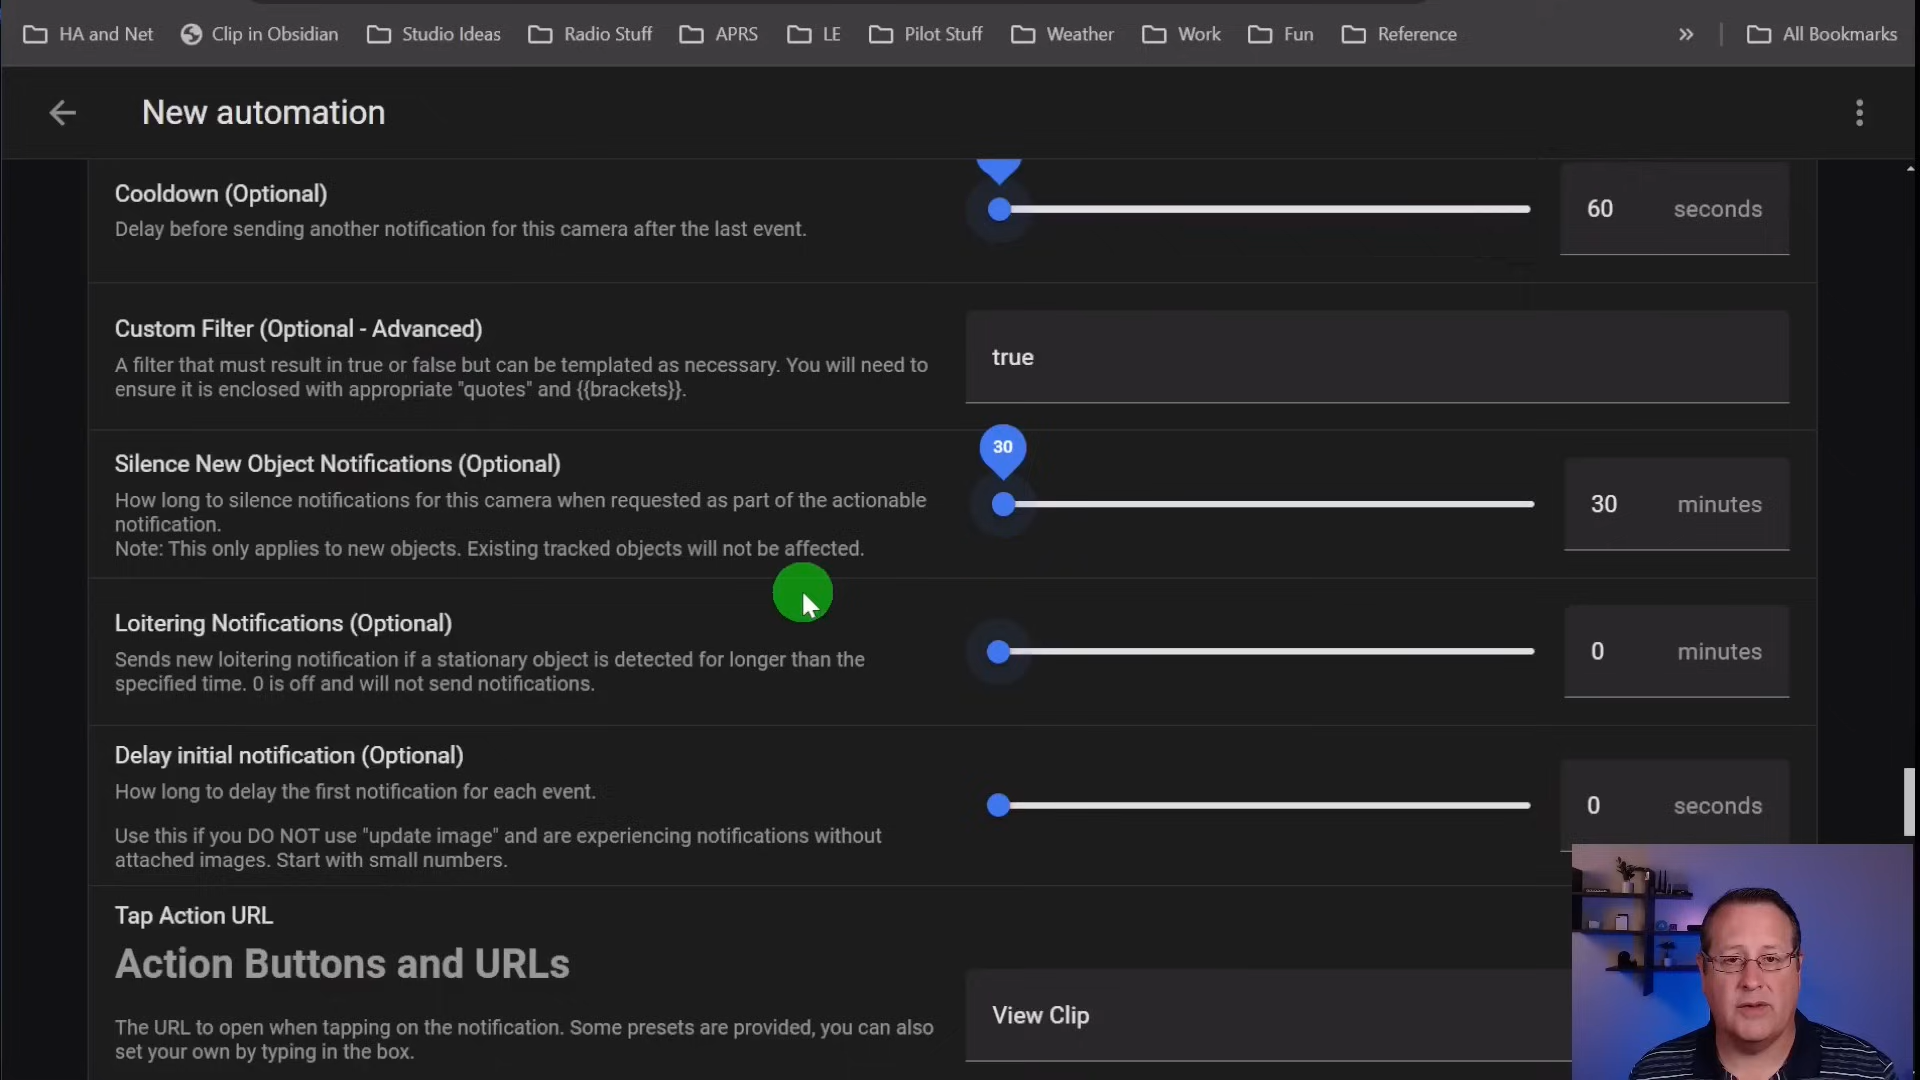 HA and Net
Clip in Obsidian
Studio Ideas
Radio Stuff
APRS
LE
Pilot Stuff
Weather
Work
Fun
Reference
»
All Bookmarks
New automation
Cooldown (Optional)
Delay before sending another notification for this camera after the last event.
60 seconds
Custom Filter (Optional - Advanced)
A filter that must result in true or false but can be templated as necessary. You will need to
ensure it is enclosed with appropriate "quotes" and {{brackets}}.
true
Silence New Object Notifications (Optional)
How long to silence notifications for this camera when requested as part of the actionable
notification.
Note: This only applies to new objects. Existing tracked objects will not be affected.
30
30 minutes
Loitering Notifications (Optional)
Sends new loitering notification if a stationary object is detected for longer than the
specified time. 0 is off and will not send notifications.
0 minutes
Delay initial notification (Optional)
How long to delay the first notification for each event.
Use this if you DO NOT use "update image" and are experiencing notifications without
attached images. Start with small numbers.
0 seconds
Tap Action URL
Action Buttons and URLs
The URL to open when tapping on the notification. Some presets are provided, you can also
set your own by typing in the box.
View Clip